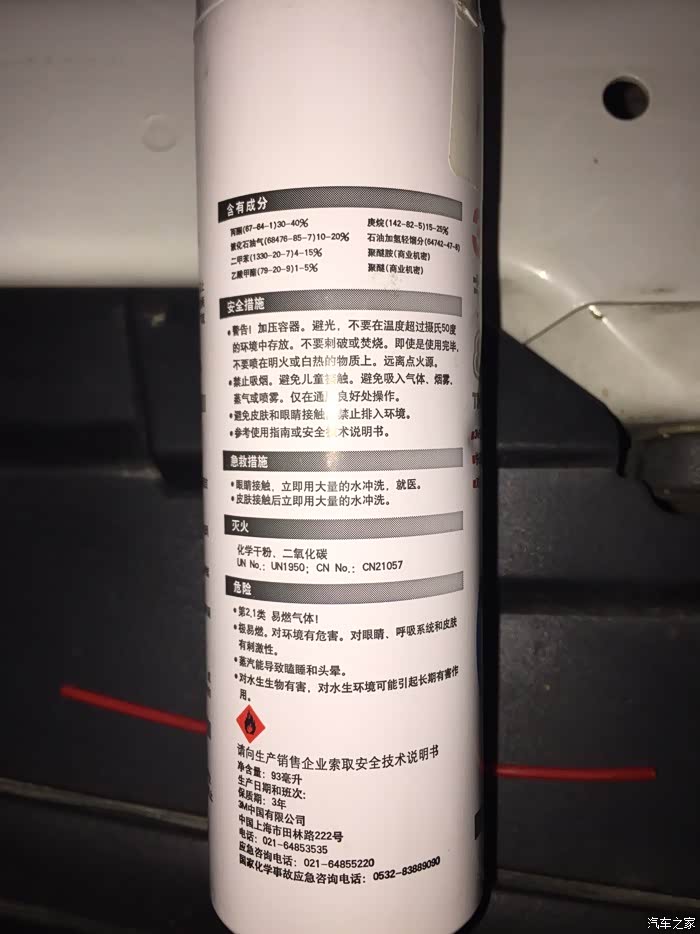 含有成分
丙酮(67-64-1)30-40%
庚烷(142-82-5)15-25%
液化石油气(68476-85-7)10-20%
石油加氢轻馏分(64742-47-8)
二甲苯(1330-20-7)4-15%
聚醚胺(商业机密)
乙酸甲酯(79-20-9)1-5%
聚醚(商业机密)
安全措施
•警告！加压容器。避光，不要在温度超过摄氏50度
的环境中存放。不要刺破或焚烧。即使是使用完毕，
不要喷在明火或白热的物质上。远离点火源。
•禁止吸烟。避免儿童接触。避免吸入气体、烟雾、
蒸气或喷雾。仅在通风良好处操作。
•避免皮肤和眼睛接触。禁止排入环境。
•参考使用指南或安全技术说明书。
急救措施
•眼睛接触，立即用大量的水冲洗，就医。
•皮肤接触后立即用大量的水冲洗。
灭火
化学干粉，二氧化碳
UN No.: UN1950; CN No.: CN21057
危险
•第2.1类 易燃气体！
•极易燃。对环境有危害。对眼睛、呼吸系统和皮肤
有刺激性。
•蒸汽能导致瞌睡和头晕。
•对水生生物有害，对水生环境可能引起长期有害作
用。
请向生产销售企业索取安全技术说明书
净含量：93毫升
生产日期和班次：
保质期：3年
3M中国有限公司
中国上海市田林路222号
电话：021-64853535
应急咨询电话：021-64855220
国家化学事故应急咨询电话：0532-83889090
汽车之家